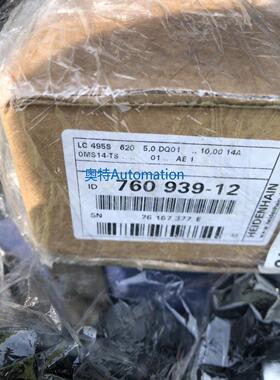 LC 495S 620 5,0 DQ01 .. 10,00 14A
0MS14-TS .... .. 01 .. AE 1
奥特Automation
ID 760 939-12
SN 76 167 377 E
HEIDENHAIN